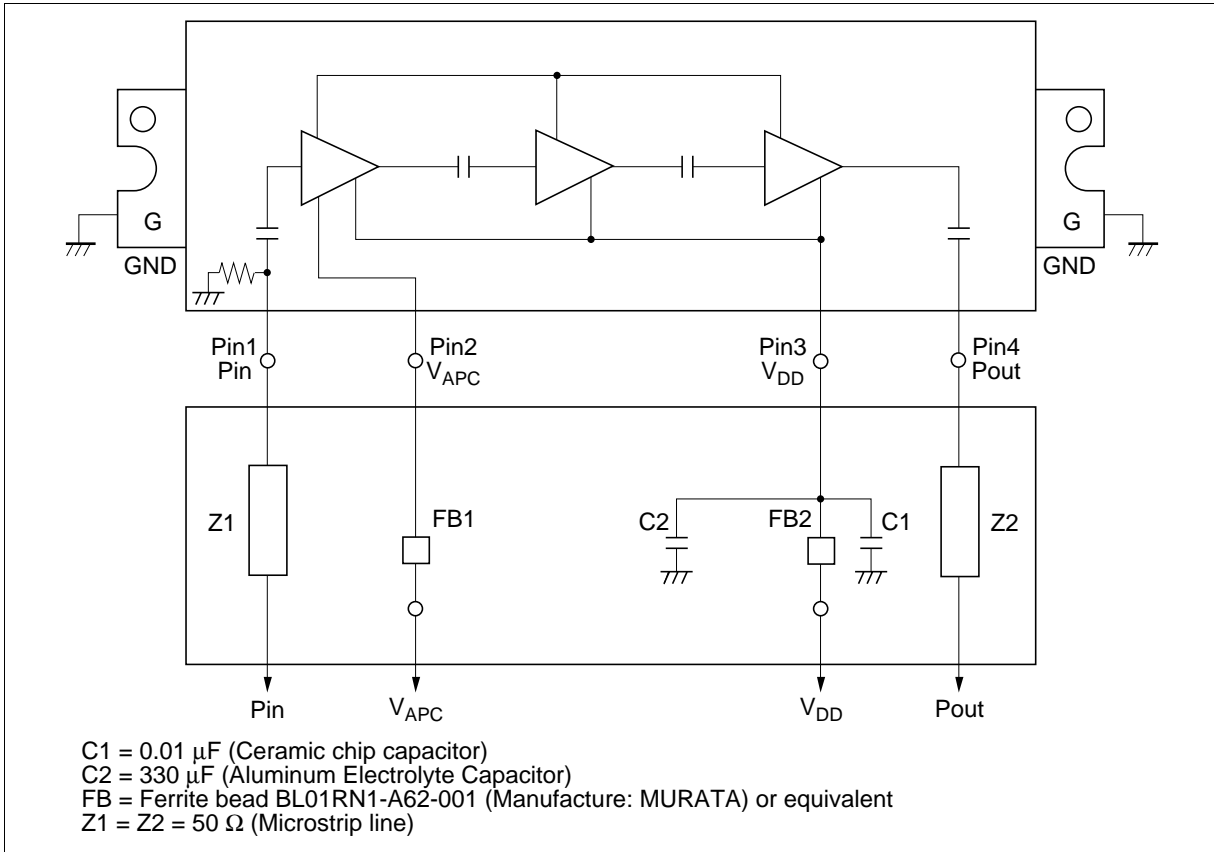 G
GND
G
GND
Pin1
Pin
Pin2
VAPC
Pin3
VDD
Pin4
Pout
Z1
FB1
C2
FB2
C1
Z2
Pin
VAPC
VDD
Pout
C1 = 0.01 μF (Ceramic chip capacitor)
C2 = 330 μF (Aluminum Electrolyte Capacitor)
FB = Ferrite bead BL01RN1-A62-001 (Manufacture: MURATA) or equivalent
Z1 = Z2 = 50 Ω (Microstrip line)